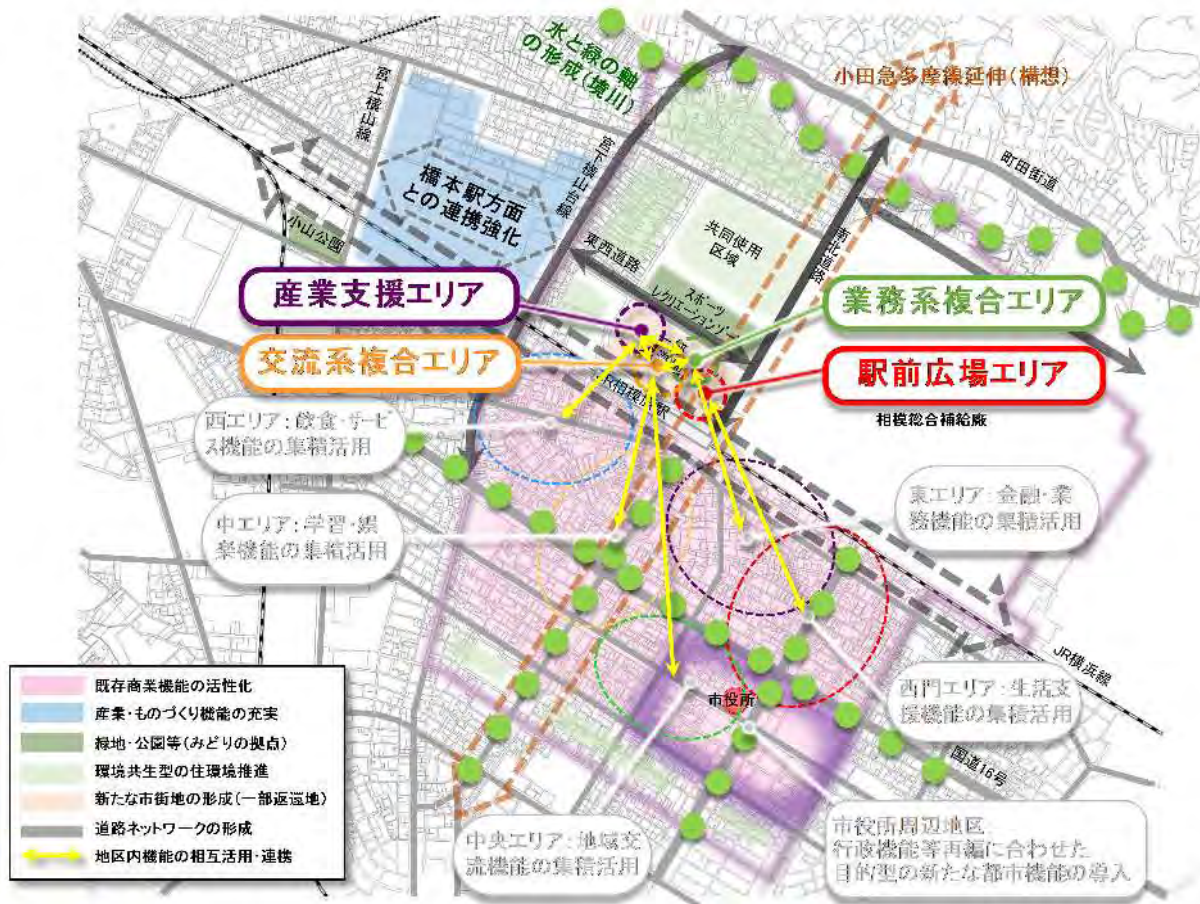 水と緑の軸
の形成(境川)
小田急多摩線延伸(構想)
宮上横山線
宮下横山台線
町田街道
橋本駅方面
との連携強化
小山公園
東西道路
共同使用
区域
南北道路
スポーツ
レクリエーションゾーン
産業支援エリア
業務系複合エリア
交流系複合エリア
駅前広場エリア
JR相模原駅
相模総合補給廠
西エリア:飲食・サービ
ス機能の集積活用
東エリア:金融・業
務機能の集積活用
中エリア:学習・娯
楽機能の集積活用
JR横浜線
西門エリア:生活支
援機能の集積活用
市役所
国道16号
中央エリア:地域交
流機能の集積活用
市役所周辺地区:
行政機能等再編に合わせた
目的型の新たな都市機能の導入
既存商業機能の活性化
産業・ものづくり機能の充実
緑地・公園等(みどりの拠点)
環境共生型の住環境推進
新たな市街地の形成(一部返還地)
道路ネットワークの形成
地区内機能の相互活用・連携